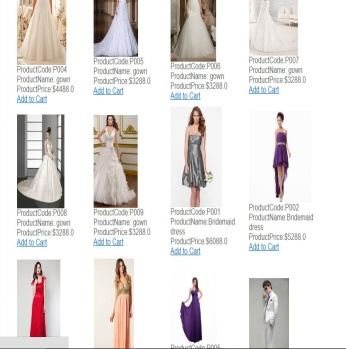 ProductCode:P004
ProductName: gown
ProductPrice:$4488.0
Add to Cart
ProductCode:P005
ProductName: gown
ProductPrice:$3288.0
Add to Cart
ProductCode:P006
ProductName: gown
ProductPrice:$3288.0
Add to Cart
ProductCode:P007
ProductName: gown
ProductPrice:$3288.0
Add to Cart
ProductCode:P008
ProductName: gown
ProductPrice:$3288.0
Add to Cart
ProductCode:P009
ProductName: gown
ProductPrice:$3288.0
Add to Cart
ProductCode:P001
ProductName:Bridemaid
dress
ProductPrice:$6088.0
Add to Cart
ProductCode:P002
ProductName:Bridemaid
dress
ProductPrice:$5288.0
Add to Cart